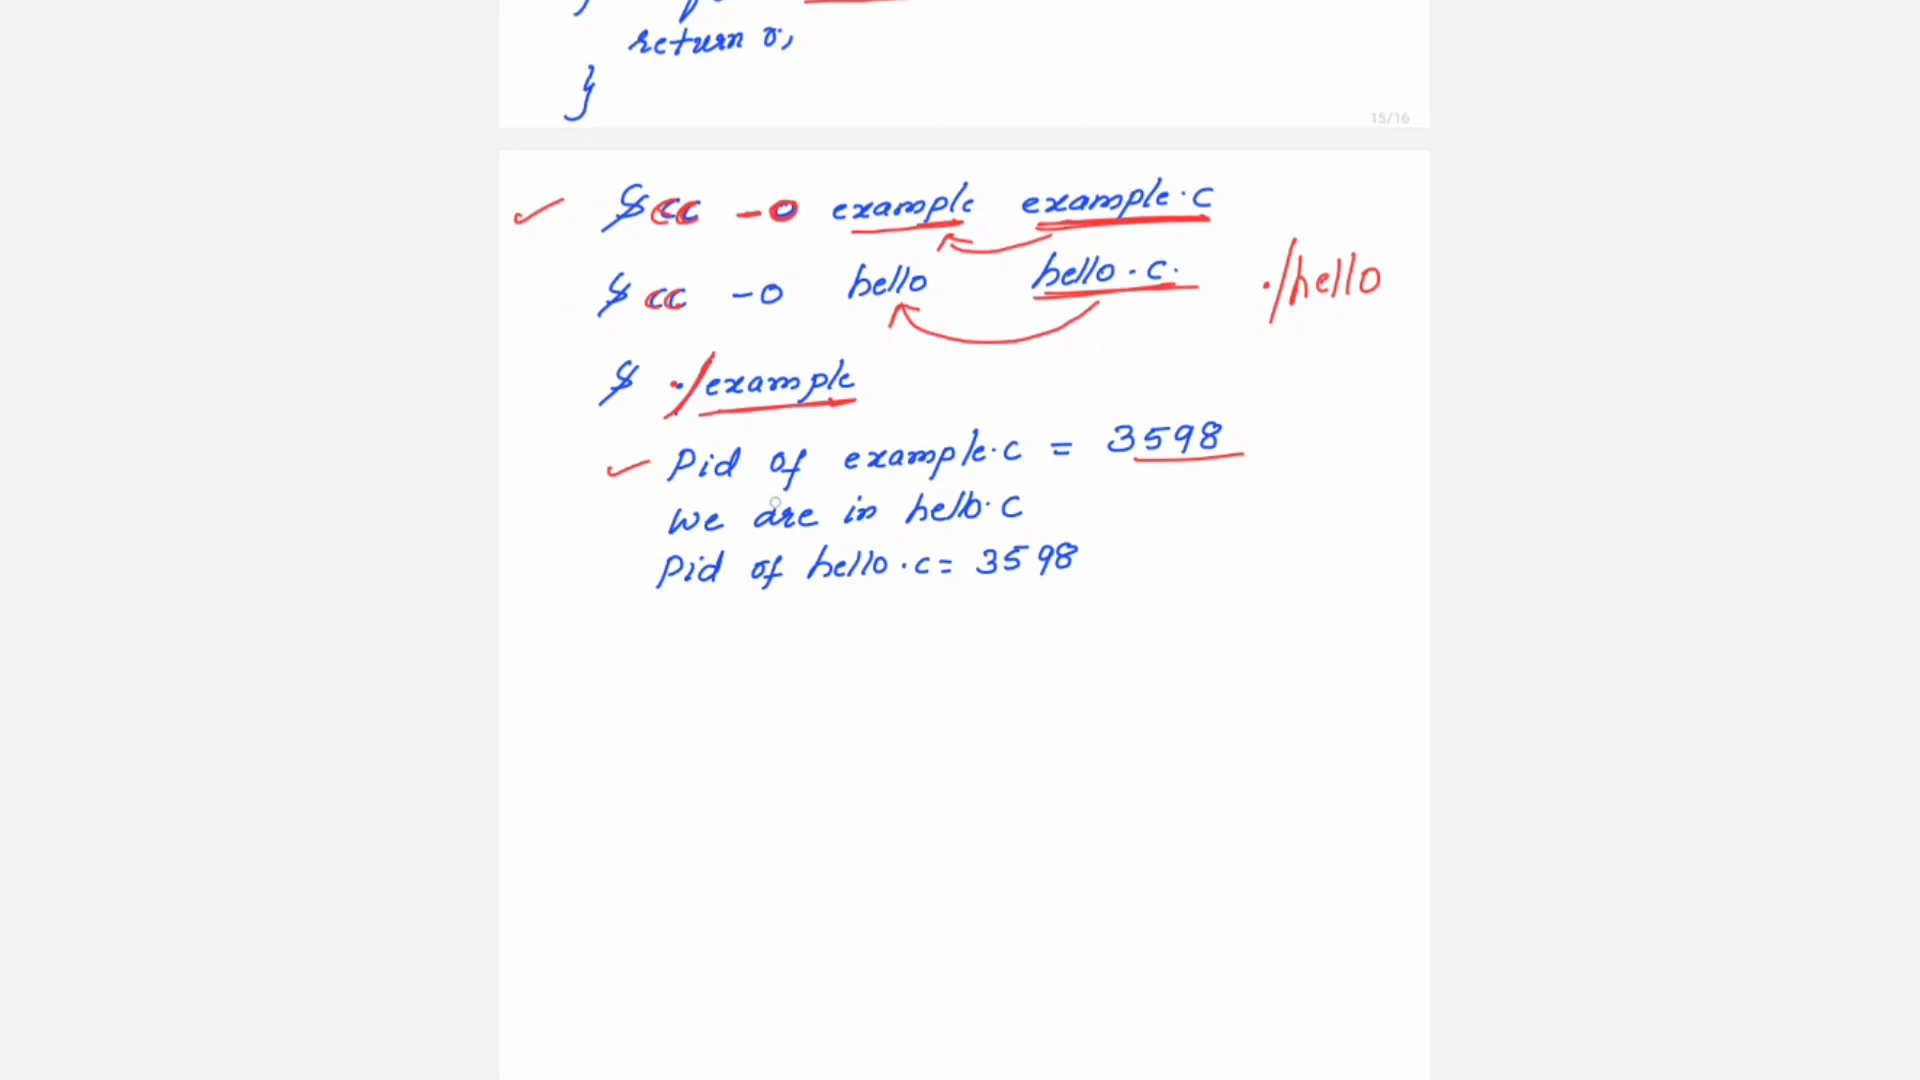 return 0;
}
15/16
$ cc -o example example.c
$ cc -o hello hello.c. ./hello
$ ./example
Pid of example.c = 3598
We are in hello.c
Pid of hello.c = 3598